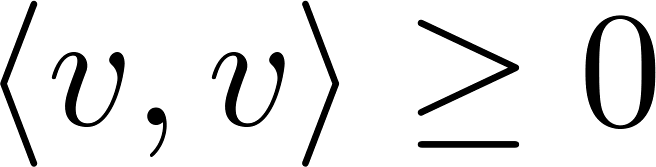 ⟨v, v⟩ ≥ 0